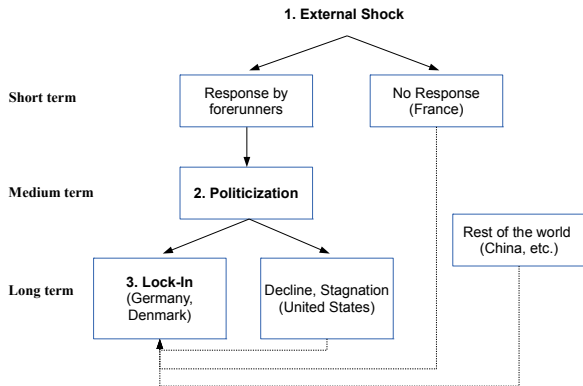 1. External Shock
Short term
Response by
forerunners
No Response
(France)
Medium term
2. Politicization
Rest of the world
(China, etc.)
Long term
3. Lock-In
(Germany,
Denmark)
Decline, Stagnation
(United States)